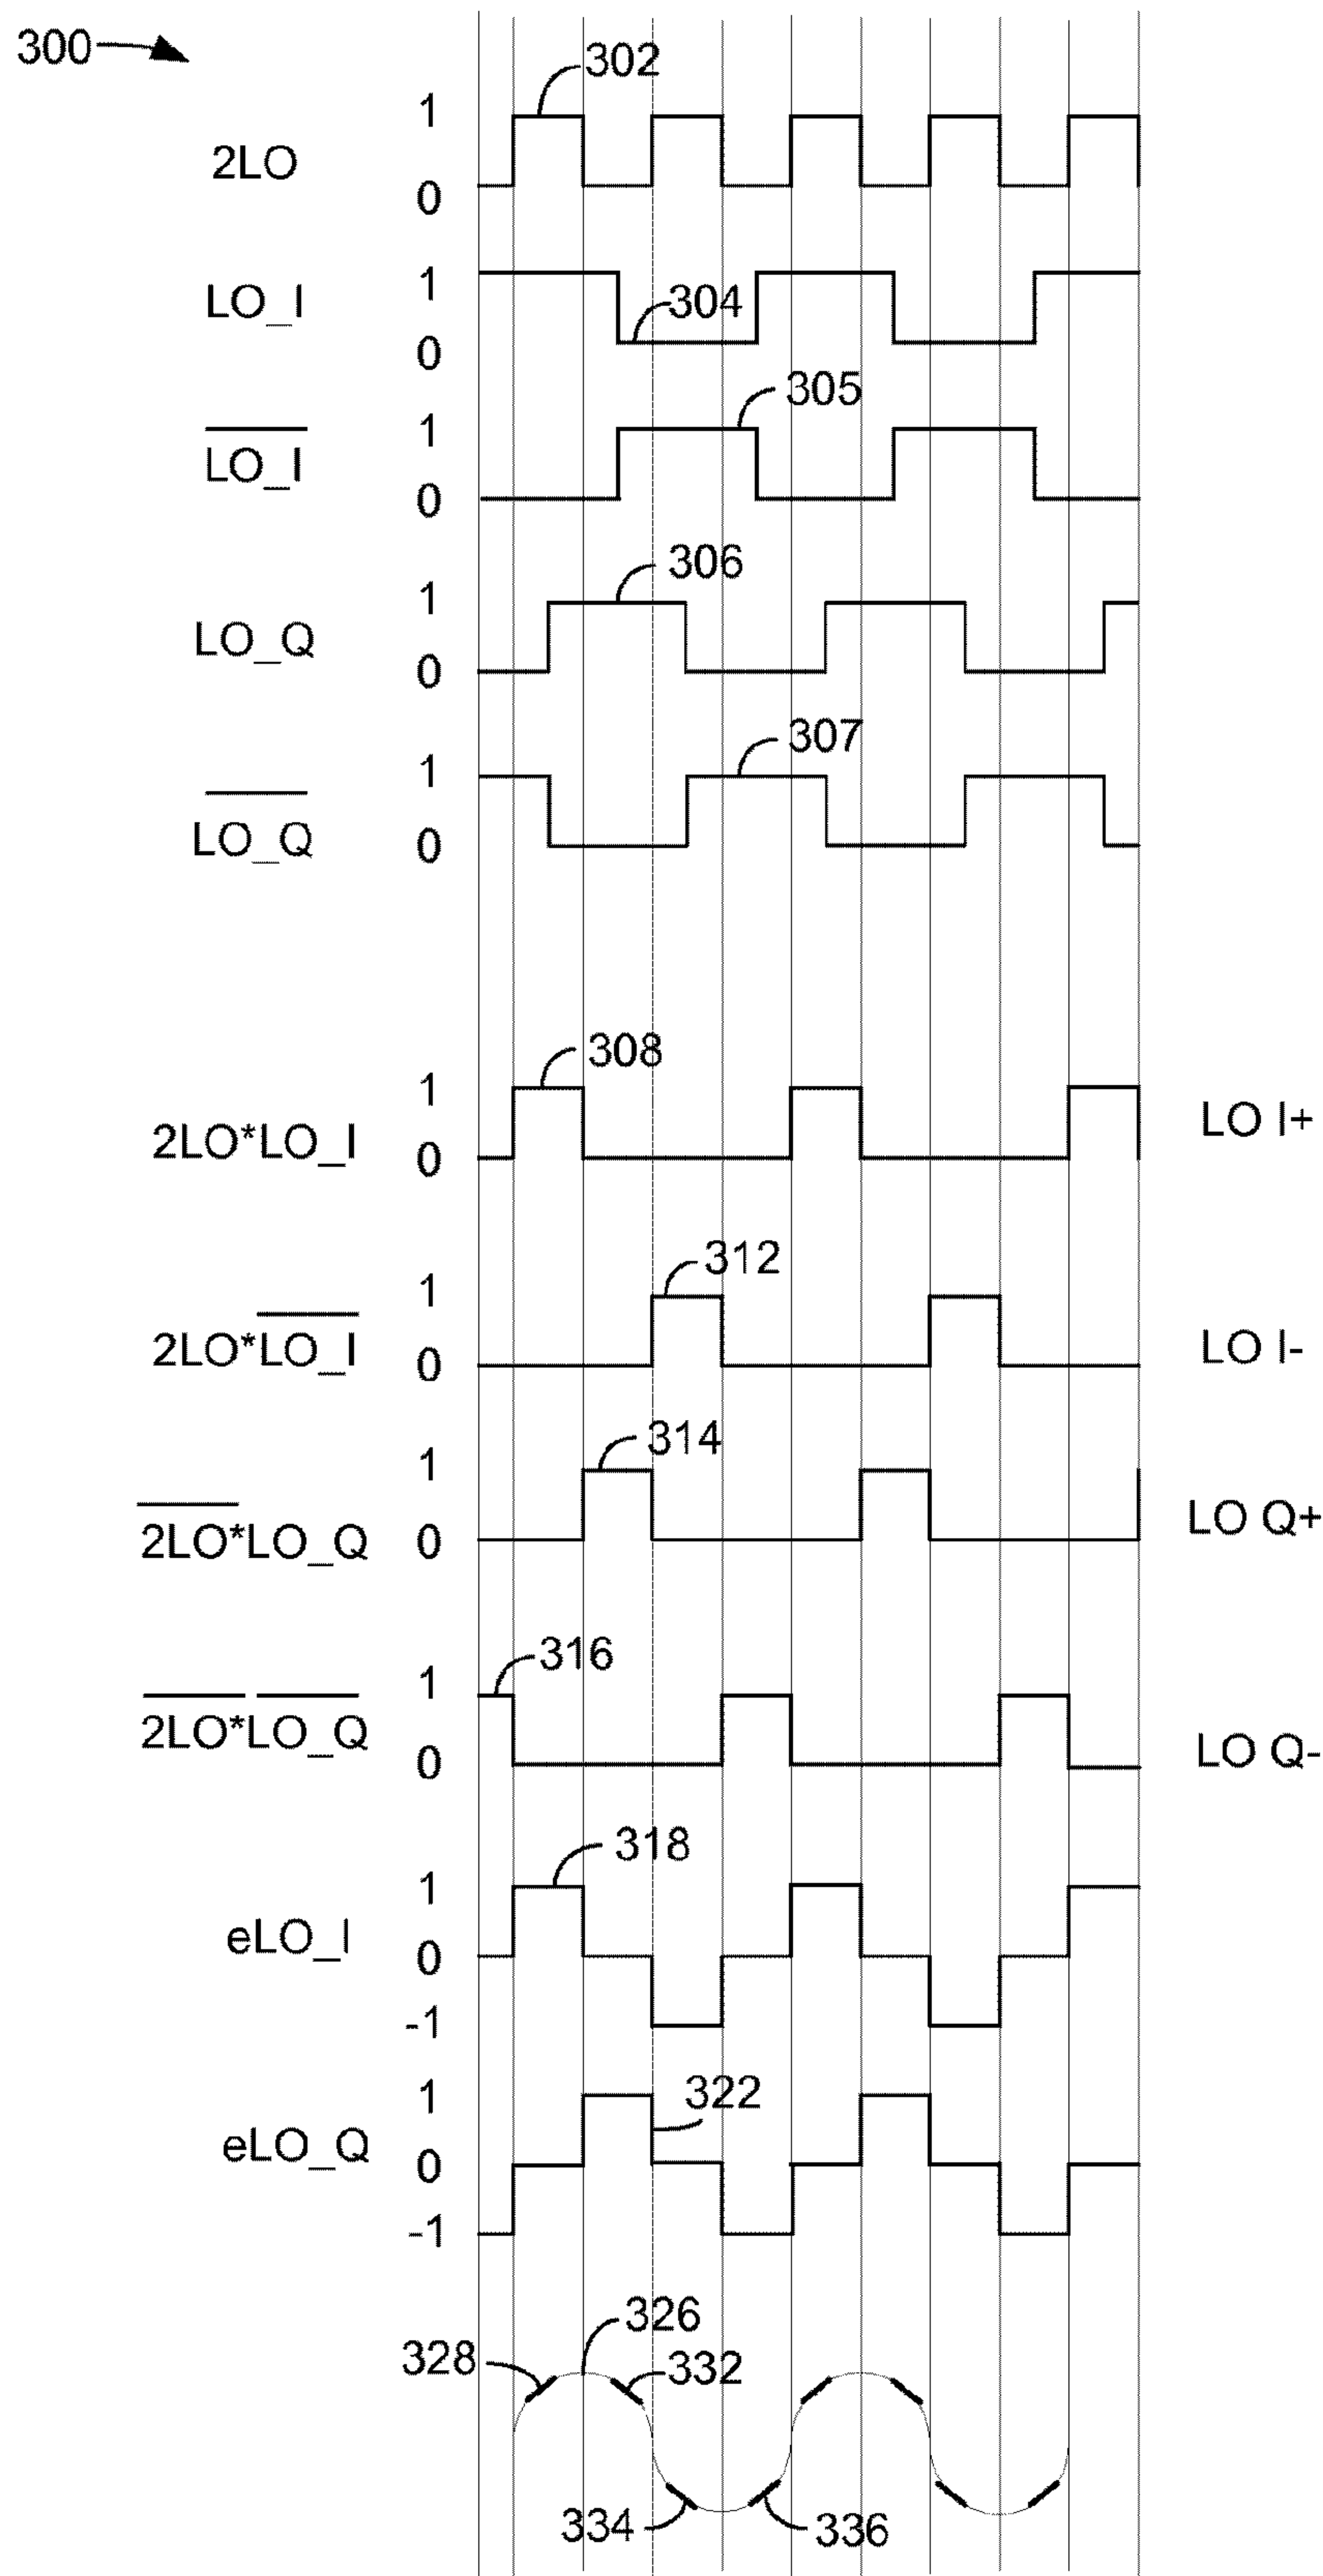 300
302
1
2LO
0
1
LO_I
304
0
305
1
LO_I
0
306
1
LO_Q
0
307
1
LO_Q
0
308
1
2LO*LO_I
0
LO I+
312
1
2LO*LO_I
0
LO I-
314
1
2LO*LO_Q
0
LO Q+
316
1
2LO*LO_Q
0
LO Q-
318
1
eLO_I
0
-1
322
1
eLO_Q
0
-1
326
328
332
334
336